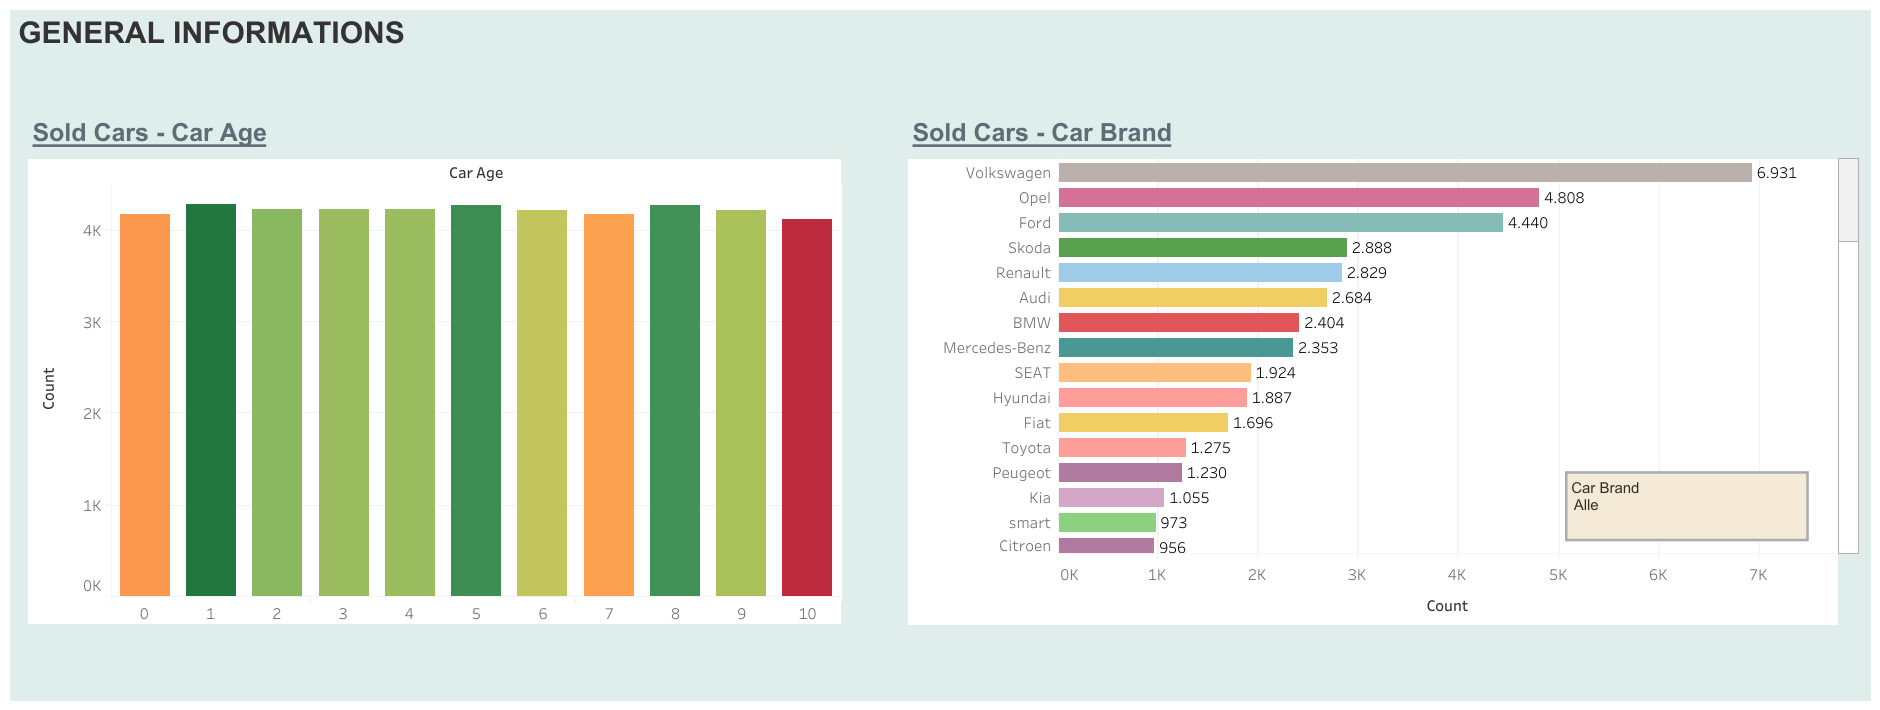 GENERAL INFORMATIONS
Sold Cars - Car Age
Car Age
Count
4K
3K
2K
1K
0K
0 1 2 3 4 5 6 7 8 9 10
Sold Cars - Car Brand
Volkswagen 6.931
Opel 4.808
Ford 4.440
Skoda 2.888
Renault 2.829
Audi 2.684
BMW 2.404
Mercedes-Benz 2.353
SEAT 1.924
Hyundai 1.887
Fiat 1.696
Toyota 1.275
Peugeot 1.230
Kia 1.055
smart 973
Citroen 956
0K 1K 2K 3K 4K 5K 6K 7K
Count
Car Brand
Alle